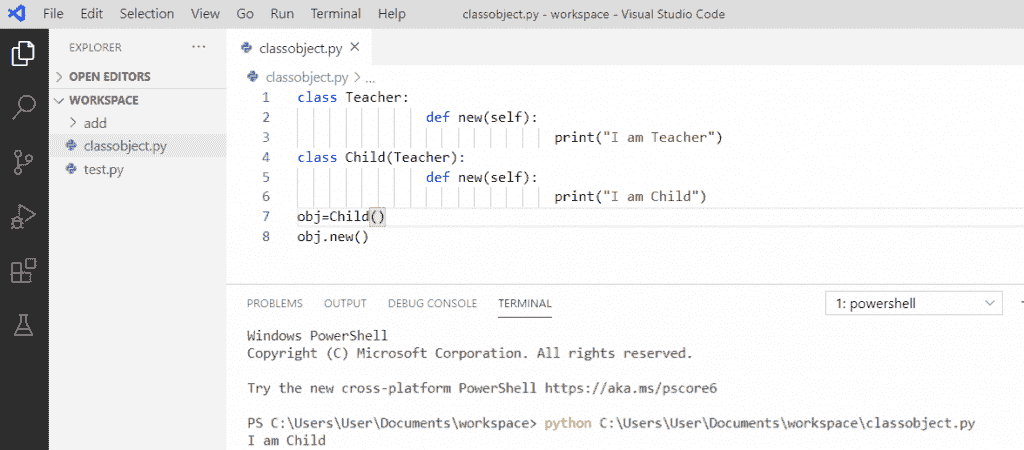 File Edit Selection View Go Run Terminal Help classobject.py - workspace - Visual Studio Code
EXPLORER ...
OPEN EDITORS
WORKSPACE
add
classobject.py
test.py
classobject.py
classobject.py > ...
1 class Teacher:
2 def new(self):
3 print("I am Teacher")
4 class Child(Teacher):
5 def new(self):
6 print("I am Child")
7 obj=Child()
8 obj.new()
PROBLEMS OUTPUT DEBUG CONSOLE TERMINAL 1: powershell
Windows PowerShell
Copyright (C) Microsoft Corporation. All rights reserved.
Try the new cross-platform PowerShell https://aka.ms/pscore6
PS C:\Users\User\Documents\workspace> python C:\Users\User\Documents\workspace\classobject.py
I am Child